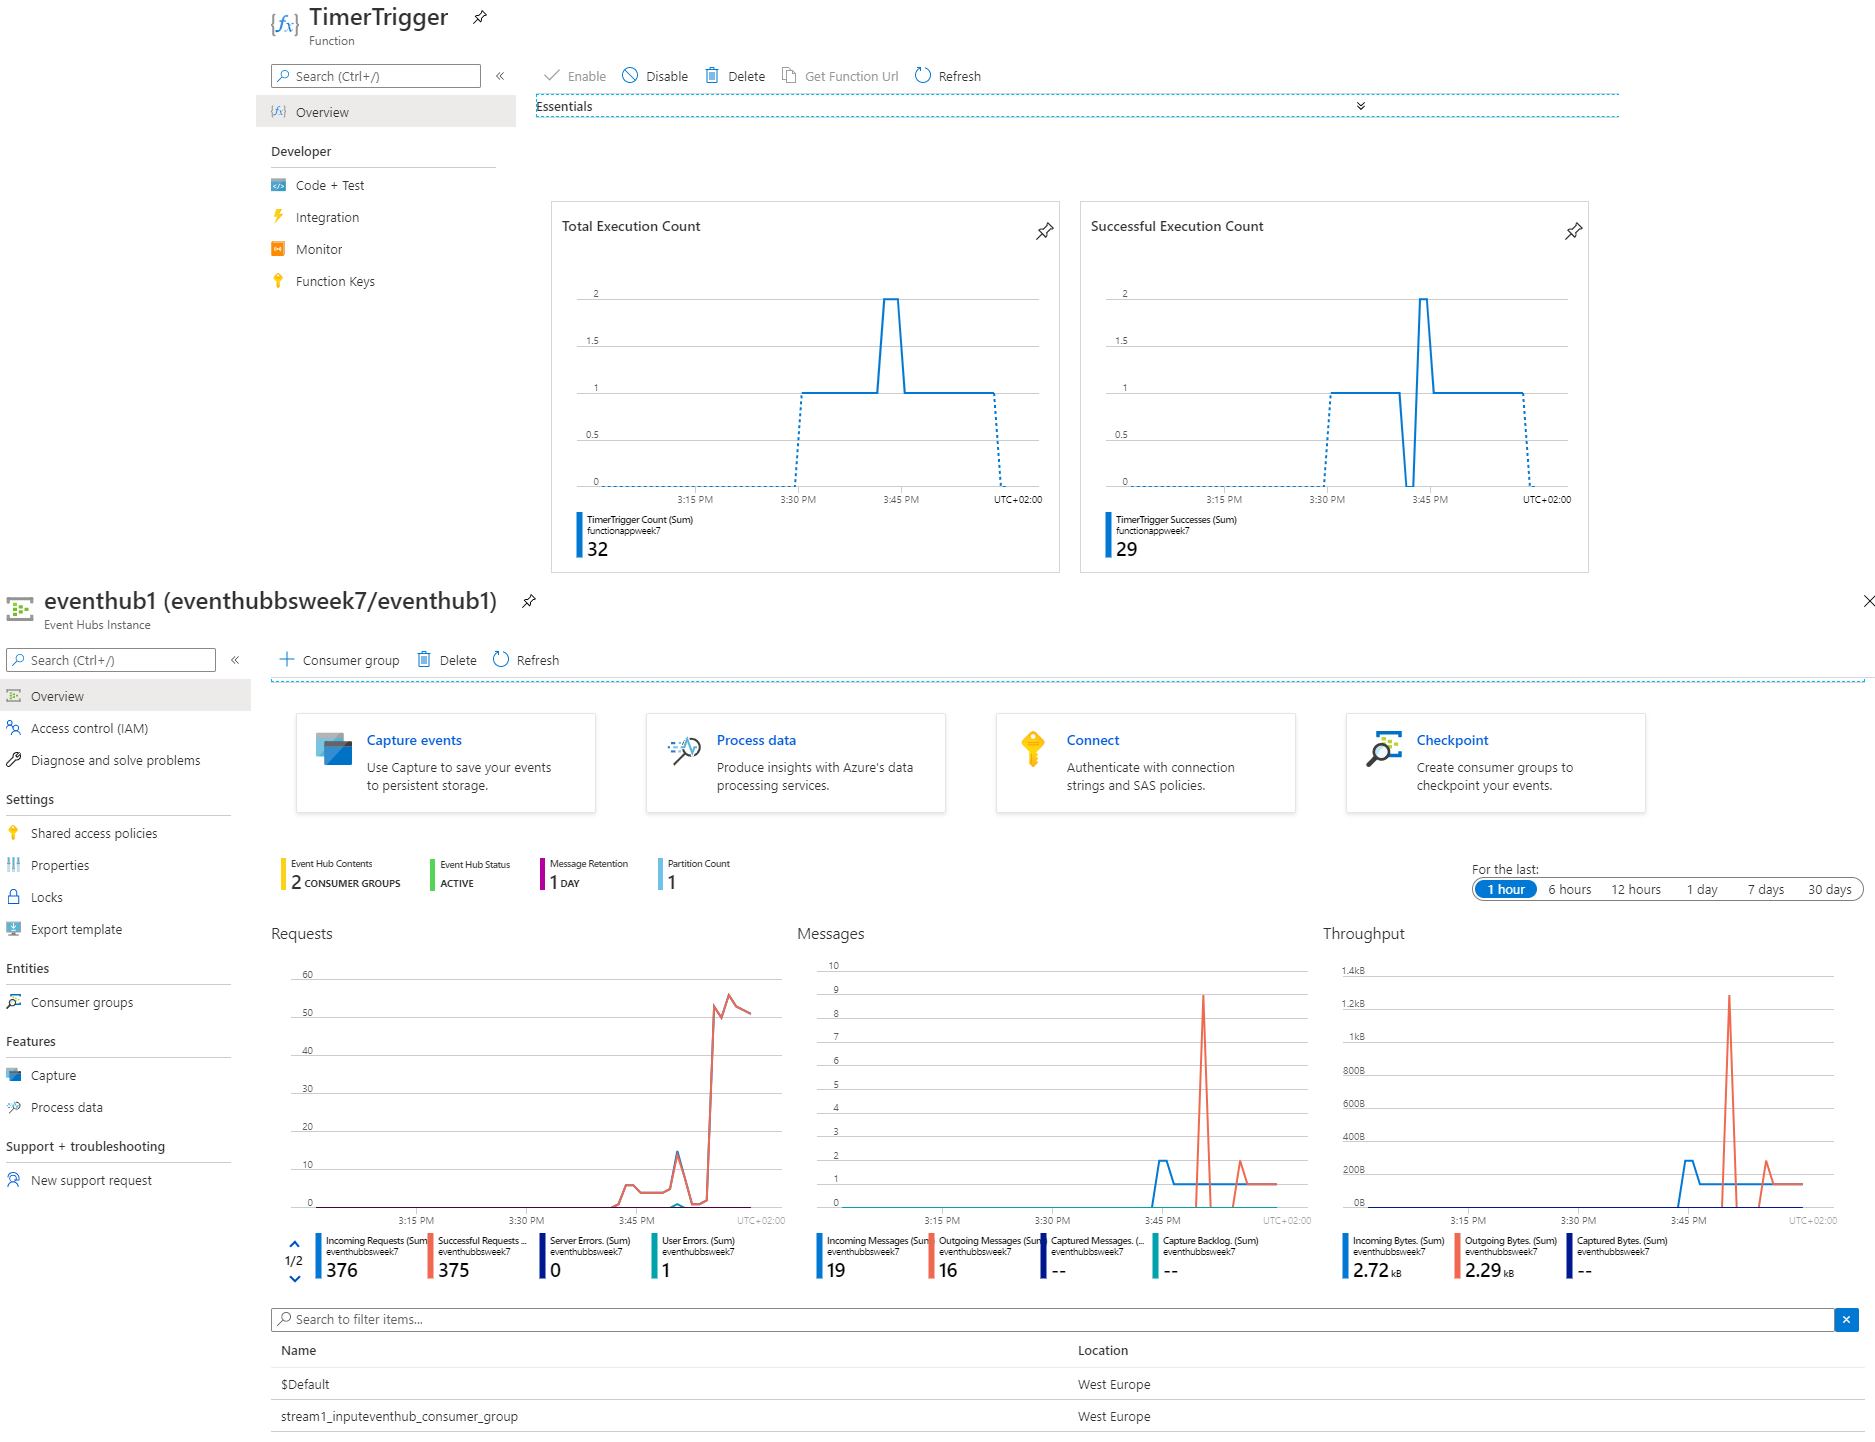 TimerTrigger
Function
Search (Ctrl+/)
«
Enable Disable Delete Get Function Url Refresh
Overview
Essentials
Developer
Code + Test
Integration
Monitor
Function Keys
Total Execution Count
2
1.5
1
0.5
0
3:15 PM 3:30 PM 3:45 PM UTC+02:00
TimerTrigger Count (Sum)
functionappweek7
32
Successful Execution Count
2
1.5
1
0.5
0
3:15 PM 3:30 PM 3:45 PM UTC+02:00
TimerTrigger Successes (Sum)
functionappweek7
29
eventhub1 (eventhubbsweek7/eventhub1)
Event Hubs Instance
Search (Ctrl+/)
«
Consumer group Delete Refresh
Overview
Access control (IAM)
Diagnose and solve problems
Settings
Shared access policies
Properties
Locks
Export template
Entities
Consumer groups
Features
Capture
Process data
Support + troubleshooting
New support request
Capture events
Use Capture to save your events
to persistent storage.
Process data
Produce insights with Azure's data
processing services.
Connect
Authenticate with connection
strings and SAS policies.
Checkpoint
Create consumer groups to
checkpoint your events.
Event Hub Contents
2 CONSUMER GROUPS
Event Hub Status
ACTIVE
Message Retention
1 DAY
Partition Count
1
For the last:
1 hour 6 hours 12 hours 1 day 7 days 30 days
Requests
60
50
40
30
20
10
0
3:15 PM 3:30 PM 3:45 PM UTC+02:00
1/2
Incoming Requests (Sum
eventhubbsweek7
376
Successful Requests ...
eventhubbsweek7
375
Server Errors. (Sum)
eventhubbsweek7
0
User Errors. (Sum)
eventhubbsweek7
1
Messages
10
9
8
7
6
5
4
3
2
1
0
3:15 PM 3:30 PM 3:45 PM UTC+02:00
Incoming Messages (Sum
eventhubbsweek7
19
Outgoing Messages (Sum
eventhubbsweek7
16
Captured Messages. (...
eventhubbsweek7
--
Capture Backlog. (Sum)
eventhubbsweek7
--
Throughput
1.4kB
1.2kB
1kB
800B
600B
400B
200B
0B
3:15 PM 3:30 PM 3:45 PM UTC+02:00
Incoming Bytes. (Sum)
eventhubbsweek7
2.72 kB
Outgoing Bytes. (Sum)
eventhubbsweek7
2.29 kB
Captured Bytes. (Sum)
eventhubbsweek7
--
Search to filter items...
Name Location
$Default West Europe
stream1_inputeventhub_consumer_group West Europe